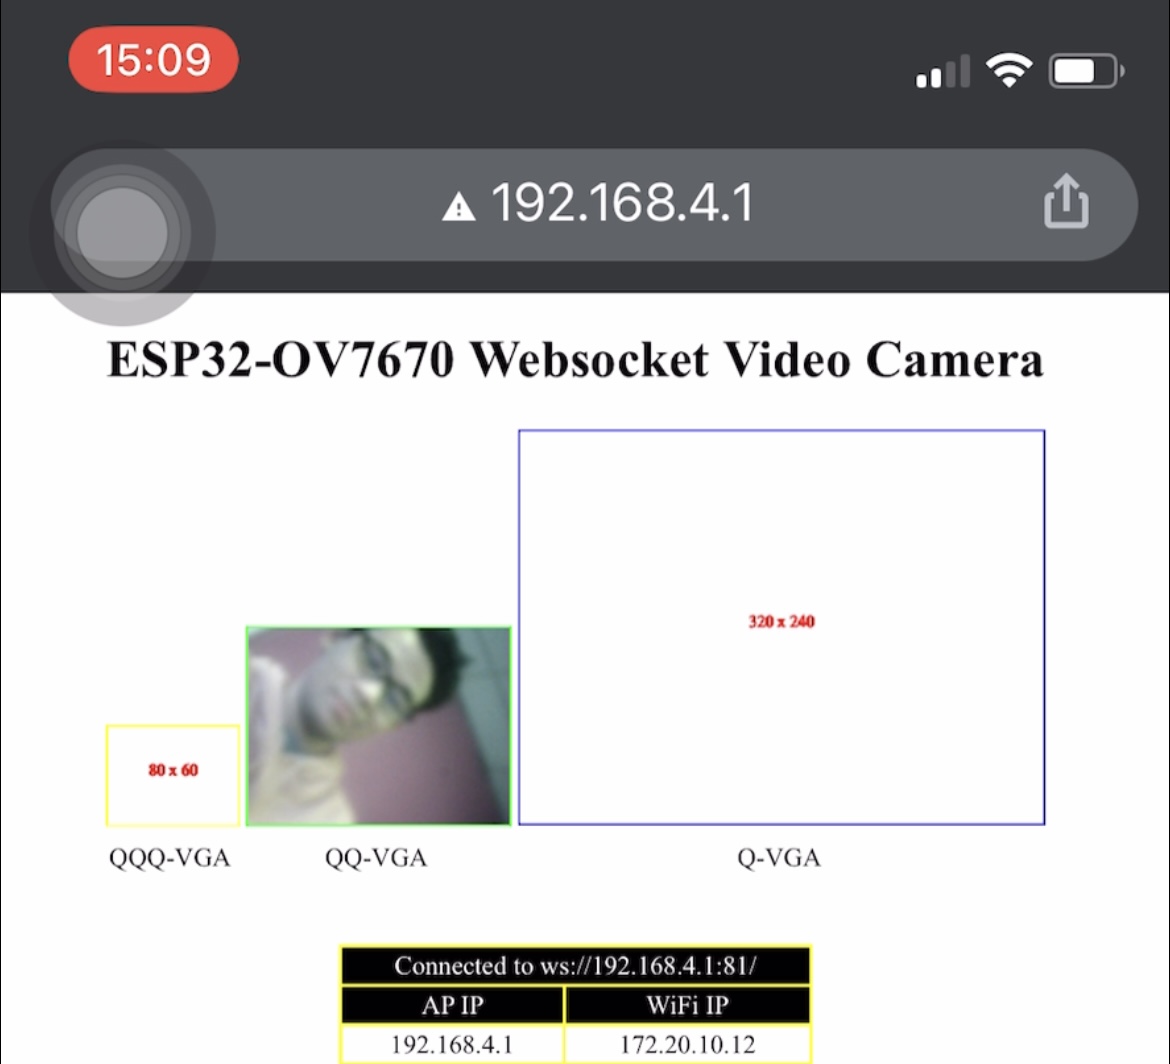 15:09
192.168.4.1
ESP32-OV7670 Websocket Video Camera
320 x 240
80 x 60
QQQ-VGA QQ-VGA Q-VGA
Connected to ws://192.168.4.1:81/
AP IP WiFi IP
192.168.4.1 172.20.10.12